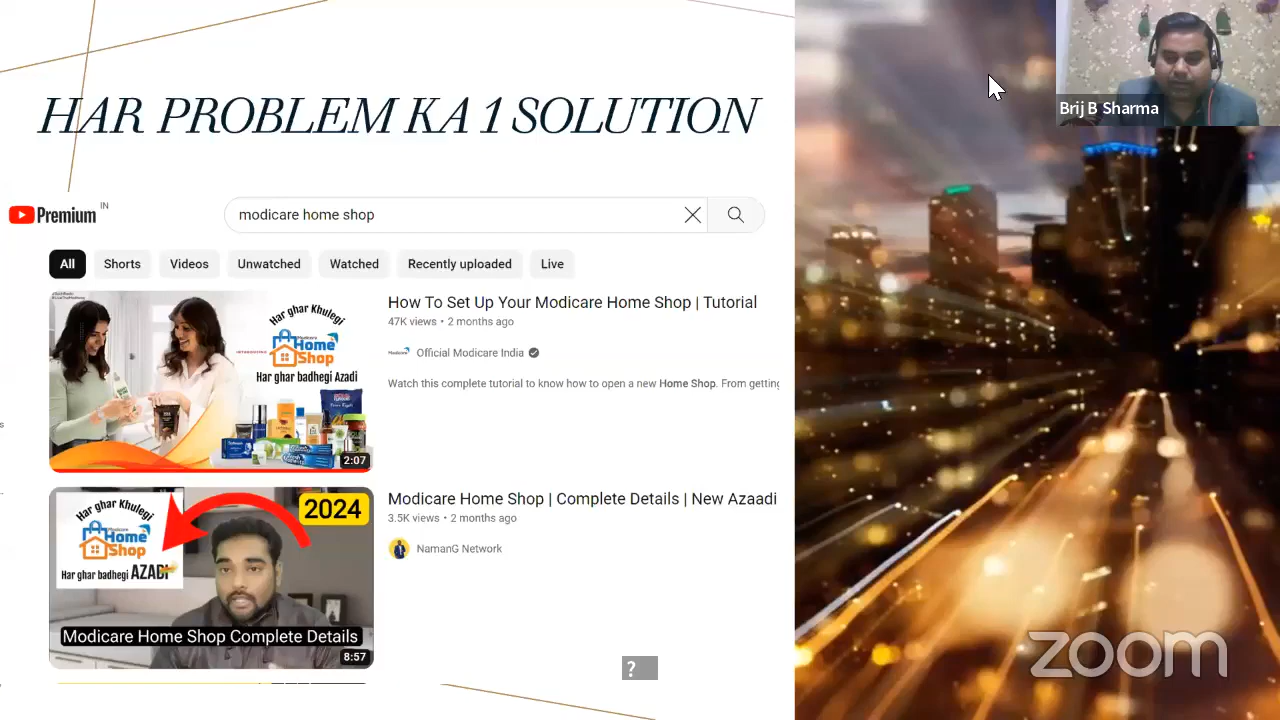 HAR PROBLEM KA 1 SOLUTION
Brij B Sharma
Premium IN
modicare home shop
All Shorts Videos Unwatched Watched Recently uploaded Live
Har ghar Khulegi
Modicare
Home
Shop
Har ghar badhegi Azadi
2:07
How To Set Up Your Modicare Home Shop | Tutorial
47K views • 2 months ago
Modicare Official Modicare India
Watch this complete tutorial to know how to open a new Home Shop. From getting
Har ghar Khulegi
Modicare
Home
Shop
Har ghar badhegi AZADI
2024
Modicare Home Shop Complete Details
8:57
Modicare Home Shop | Complete Details | New Azaadi
3.5K views • 2 months ago
NamanG Network
?
zoom